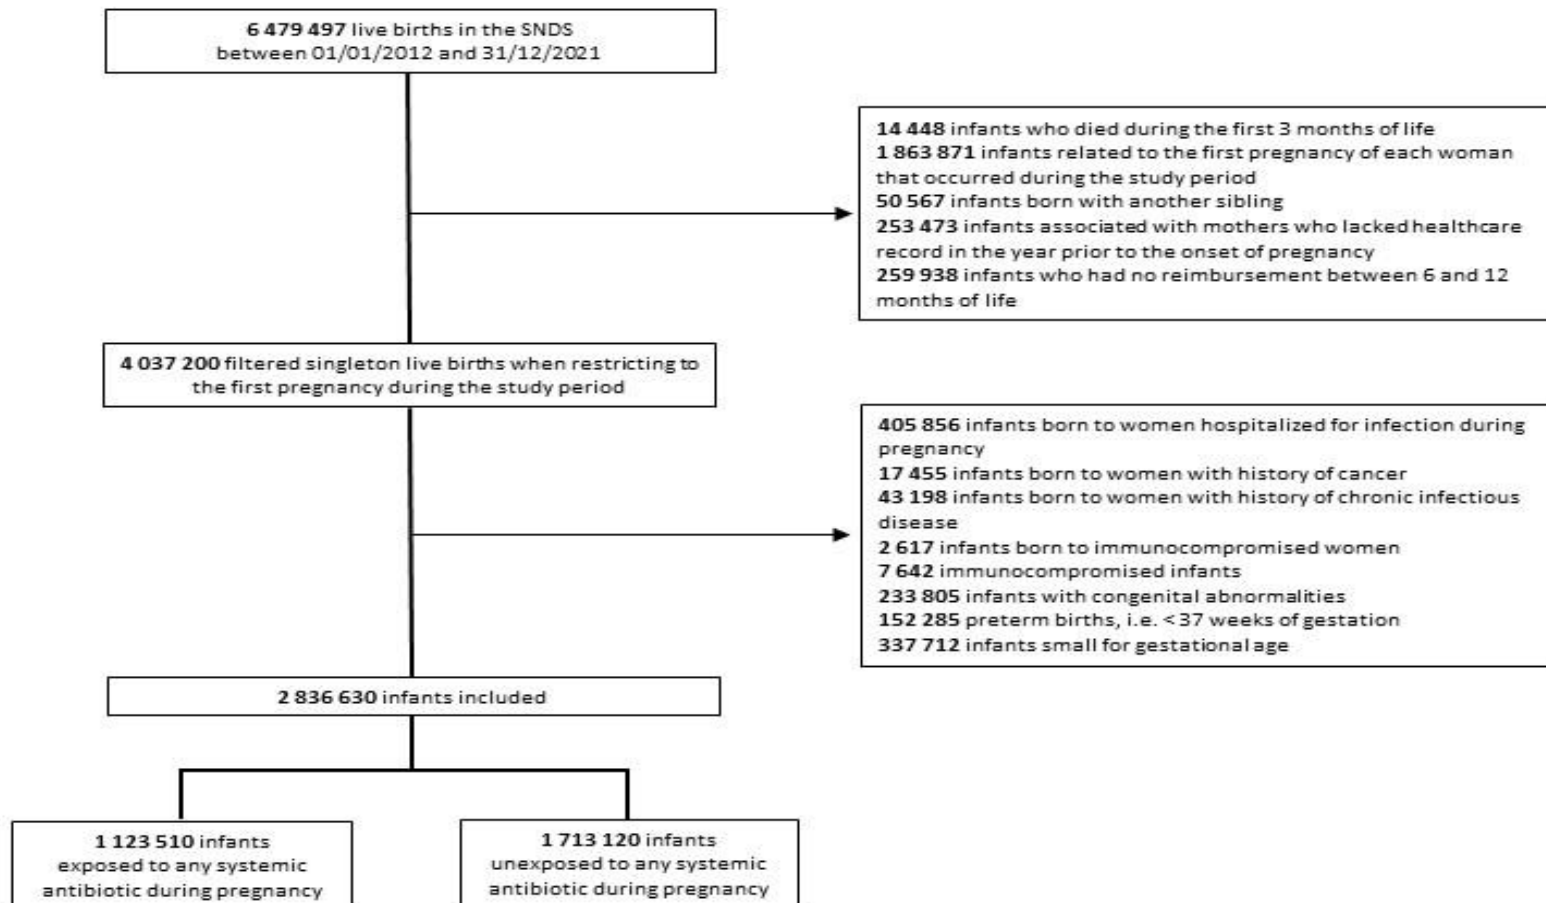 6 479 497 live births in the SNDS
between 01/01/2012 and 31/12/2021
14 448 infants who died during the first 3 months of life
1 863 871 infants related to the first pregnancy of each woman
that occurred during the study period
50 567 infants born with another sibling
253 473 infants associated with mothers who lacked healthcare
record in the year prior to the onset of pregnancy
259 938 infants who had no reimbursement between 6 and 12
months of life
4 037 200 filtered singleton live births when restricting to
the first pregnancy during the study period
405 856 infants born to women hospitalized for infection during
pregnancy
17 455 infants born to women with history of cancer
43 198 infants born to women with history of chronic infectious
disease
2 617 infants born to immunocompromised women
7 642 immunocompromised infants
233 805 infants with congenital abnormalities
152 285 preterm births, i.e. < 37 weeks of gestation
337 712 infants small for gestational age
2 836 630 infants included
1 123 510 infants
exposed to any systemic
antibiotic during pregnancy
1 713 120 infants
unexposed to any systemic
antibiotic during pregnancy